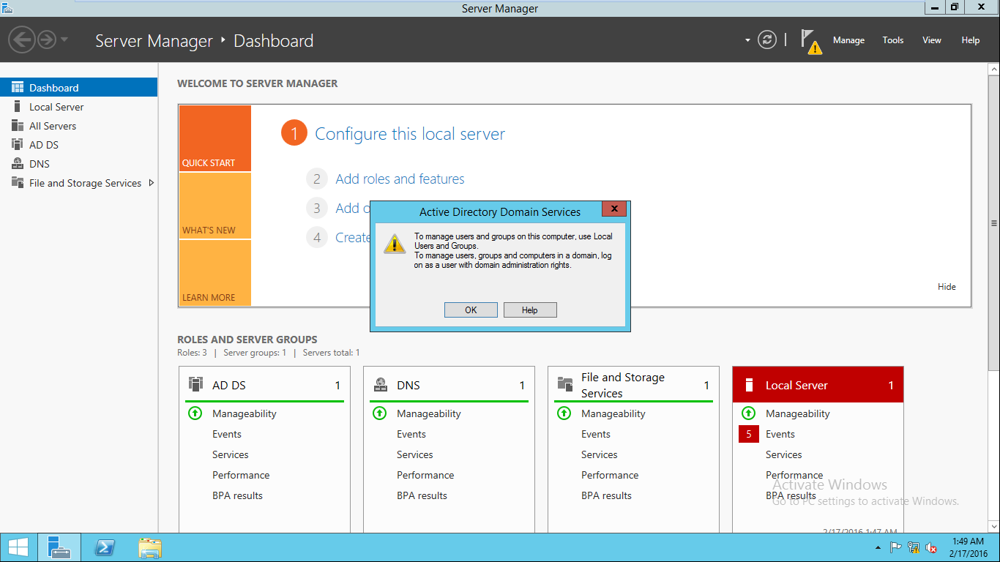 Server Manager
Server Manager ‣ Dashboard
Manage Tools View Help
Dashboard
Local Server
All Servers
AD DS
DNS
File and Storage Services
WELCOME TO SERVER MANAGER
QUICK START
WHAT'S NEW
LEARN MORE
1 Configure this local server
2 Add roles and features
3 Add o
4 Create
Hide
Active Directory Domain Services
To manage users and groups on this computer, use Local
Users and Groups.
To manage users, groups and computers in a domain, log
on as a user with domain administration rights.
OK Help
ROLES AND SERVER GROUPS
Roles: 3 | Server groups: 1 | Servers total: 1
AD DS 1
Manageability
Events
Services
Performance
BPA results
DNS 1
Manageability
Events
Services
Performance
BPA results
File and Storage
Services 1
Manageability
Events
Services
Performance
BPA results
Local Server 1
Manageability
5 Events
Services
Performance
BPA results
2/17/2016 1:47 AM
Activate Windows
Go to PC settings to activate Windows.
1:49 AM
2/17/2016